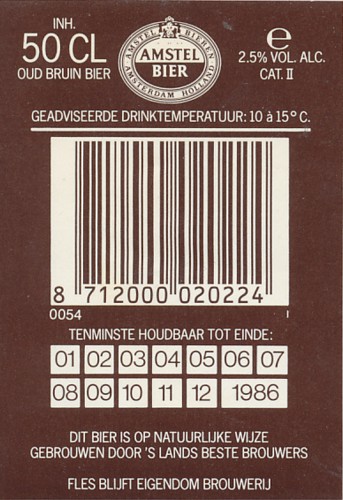 INH.
50 CL
OUD BRUIN BIER
AMSTEL BIEREN
AMSTEL
BIER
AMSTERDAM HOLLAND
℮
2.5% VOL. ALC.
CAT. II
GEADVISEERDE DRINKTEMPERATUUR: 10 à 15° C.
8 712000 020224
0054 I
TENMINSTE HOUDBAAR TOT EINDE:
01 02 03 04 05 06 07
08 09 10 11 12 1986
DIT BIER IS OP NATUURLIJKE WIJZE
GEBROUWEN DOOR 'S LANDS BESTE BROUWERS
FLES BLIJFT EIGENDOM BROUWERIJ